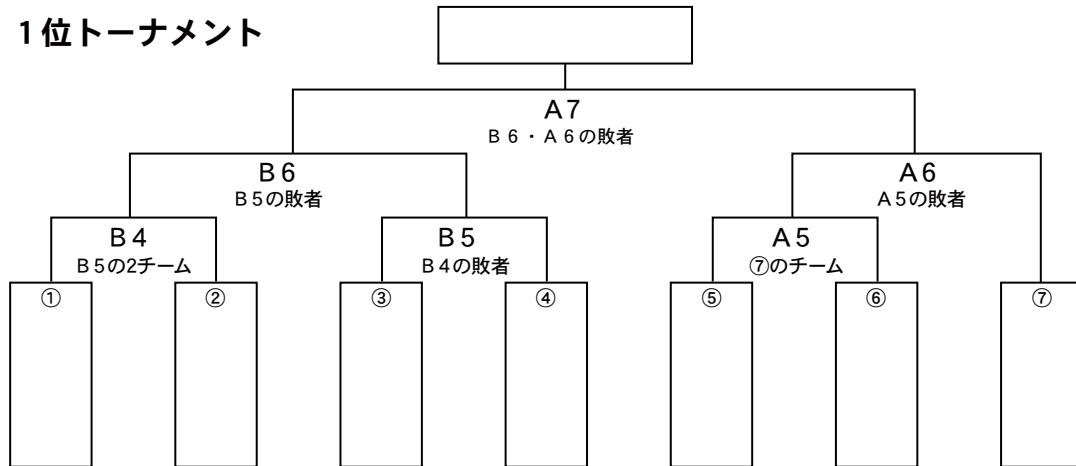 1位トーナメント
A7
B6・A6の敗者
B6
B5の敗者
A6
A5の敗者
B4
B5の2チーム
B5
B4の敗者
A5
⑦のチーム
①
②
③
④
⑤
⑥
⑦